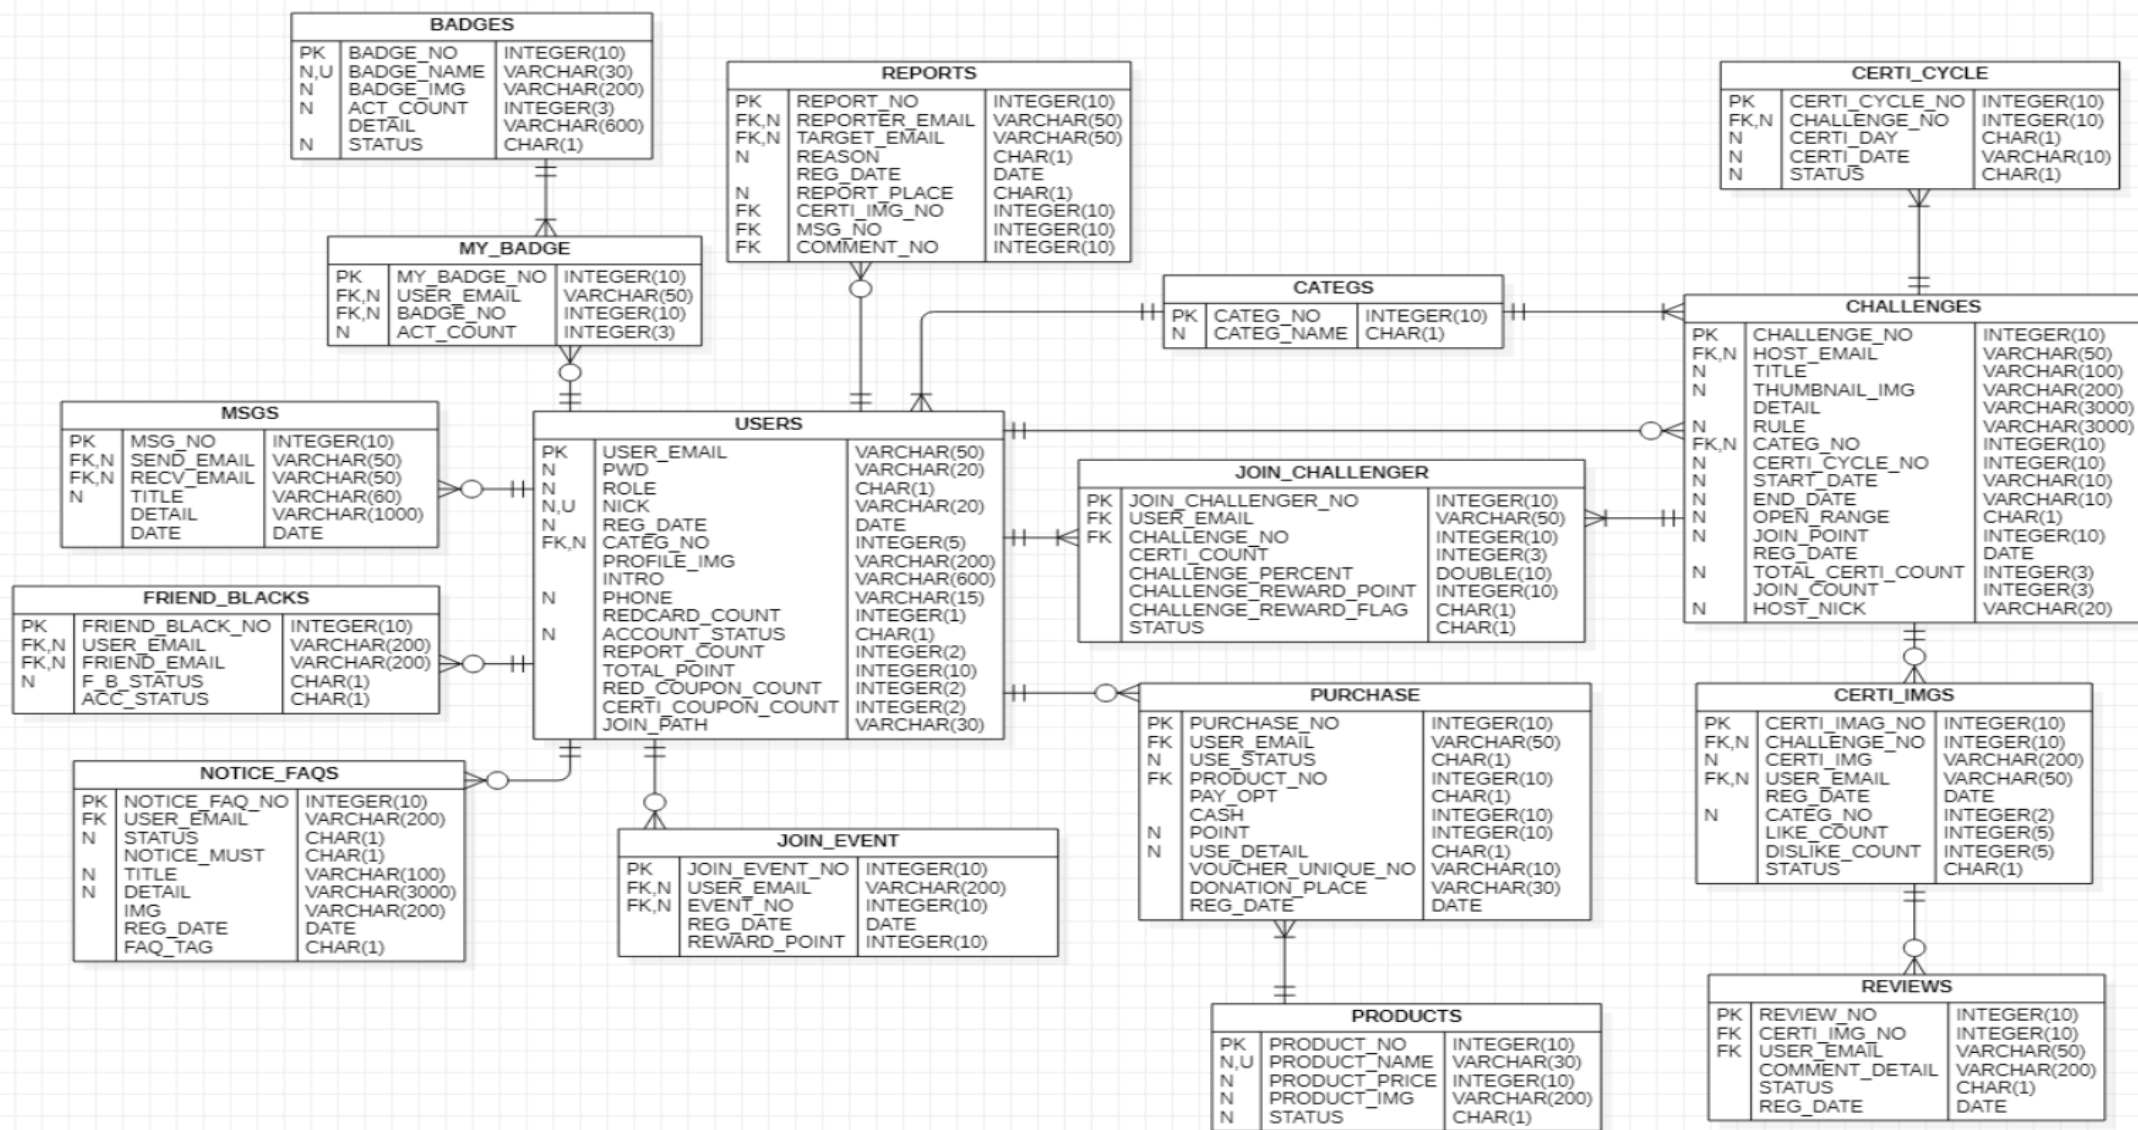 BADGES
PK BADGE_NO INTEGER(10)
N,U BADGE_NAME VARCHAR(30)
N BADGE_IMG VARCHAR(200)
N ACT_COUNT INTEGER(3)
DETAIL VARCHAR(600)
N STATUS CHAR(1)
REPORTS
PK REPORT_NO INTEGER(10)
FK,N REPORTER_EMAIL VARCHAR(50)
FK,N TARGET_EMAIL VARCHAR(50)
N REASON CHAR(1)
REG_DATE DATE
N REPORT_PLACE CHAR(1)
FK CERTI_IMG_NO INTEGER(10)
FK MSG_NO INTEGER(10)
FK COMMENT_NO INTEGER(10)
CERTI_CYCLE
PK CERTI_CYCLE_NO INTEGER(10)
FK,N CHALLENGE_NO INTEGER(10)
N CERTI_DAY CHAR(1)
N CERTI_DATE VARCHAR(10)
N STATUS CHAR(1)
MY_BADGE
PK MY_BADGE_NO INTEGER(10)
FK,N USER_EMAIL VARCHAR(50)
FK,N BADGE_NO INTEGER(10)
N ACT_COUNT INTEGER(3)
CATEGS
PK CATEG_NO INTEGER(10)
N CATEG_NAME CHAR(1)
CHALLENGES
PK CHALLENGE_NO INTEGER(10)
FK,N HOST_EMAIL VARCHAR(50)
N TITLE VARCHAR(100)
N THUMBNAIL_IMG VARCHAR(200)
DETAIL VARCHAR(3000)
N RULE VARCHAR(3000)
FK,N CATEG_NO INTEGER(10)
N CERTI_CYCLE_NO INTEGER(10)
N START_DATE VARCHAR(10)
N END_DATE VARCHAR(10)
N OPEN_RANGE CHAR(1)
N JOIN_POINT INTEGER(10)
REG_DATE DATE
N TOTAL_CERTI_COUNT INTEGER(3)
JOIN_COUNT INTEGER(3)
N HOST_NICK VARCHAR(20)
MSGS
PK MSG_NO INTEGER(10)
FK,N SEND_EMAIL VARCHAR(50)
FK,N RECV_EMAIL VARCHAR(50)
N TITLE VARCHAR(60)
DETAIL VARCHAR(1000)
DATE DATE
USERS
PK USER_EMAIL VARCHAR(50)
N PWD VARCHAR(20)
N ROLE CHAR(1)
N,U NICK VARCHAR(20)
N REG_DATE DATE
FK,N CATEG_NO INTEGER(5)
PROFILE_IMG VARCHAR(200)
INTRO VARCHAR(600)
N PHONE VARCHAR(15)
REDCARD_COUNT INTEGER(1)
N ACCOUNT_STATUS CHAR(1)
REPORT_COUNT INTEGER(2)
TOTAL_POINT INTEGER(10)
RED_COUPON_COUNT INTEGER(2)
CERTI_COUPON_COUNT INTEGER(2)
JOIN_PATH VARCHAR(30)
JOIN_CHALLENGER
PK JOIN_CHALLENGER_NO INTEGER(10)
FK USER_EMAIL VARCHAR(50)
FK CHALLENGE_NO INTEGER(10)
CERTI_COUNT INTEGER(3)
CHALLENGE_PERCENT DOUBLE(10)
CHALLENGE_REWARD_POINT INTEGER(10)
CHALLENGE_REWARD_FLAG CHAR(1)
STATUS CHAR(1)
FRIEND_BLACKS
PK FRIEND_BLACK_NO INTEGER(10)
FK,N USER_EMAIL VARCHAR(200)
FK,N FRIEND_EMAIL VARCHAR(200)
N F_B_STATUS CHAR(1)
ACC_STATUS CHAR(1)
PURCHASE
PK PURCHASE_NO INTEGER(10)
FK USER_EMAIL VARCHAR(50)
N USE_STATUS CHAR(1)
FK PRODUCT_NO INTEGER(10)
PAY_OPT CHAR(1)
CASH INTEGER(10)
N POINT INTEGER(10)
N USE_DETAIL CHAR(1)
VOUCHER_UNIQUE_NO VARCHAR(10)
DONATION_PLACE VARCHAR(30)
REG_DATE DATE
CERTI_IMGS
PK CERTI_IMAG_NO INTEGER(10)
FK,N CHALLENGE_NO INTEGER(10)
N CERTI_IMG VARCHAR(200)
FK,N USER_EMAIL VARCHAR(50)
REG_DATE DATE
N CATEG_NO INTEGER(2)
LIKE_COUNT INTEGER(5)
DISLIKE_COUNT INTEGER(5)
STATUS CHAR(1)
NOTICE_FAQS
PK NOTICE_FAQ_NO INTEGER(10)
FK USER_EMAIL VARCHAR(200)
N STATUS CHAR(1)
NOTICE_MUST CHAR(1)
N TITLE VARCHAR(100)
N DETAIL VARCHAR(3000)
IMG VARCHAR(200)
REG_DATE DATE
FAQ_TAG CHAR(1)
JOIN_EVENT
PK JOIN_EVENT_NO INTEGER(10)
FK,N USER_EMAIL VARCHAR(200)
FK,N EVENT_NO INTEGER(10)
REG_DATE DATE
REWARD_POINT INTEGER(10)
PRODUCTS
PK PRODUCT_NO INTEGER(10)
N,U PRODUCT_NAME VARCHAR(30)
N PRODUCT_PRICE INTEGER(10)
N PRODUCT_IMG VARCHAR(200)
N STATUS CHAR(1)
REVIEWS
PK REVIEW_NO INTEGER(10)
FK CERTI_IMG_NO INTEGER(10)
FK USER_EMAIL VARCHAR(50)
COMMENT_DETAIL VARCHAR(200)
STATUS CHAR(1)
REG_DATE DATE